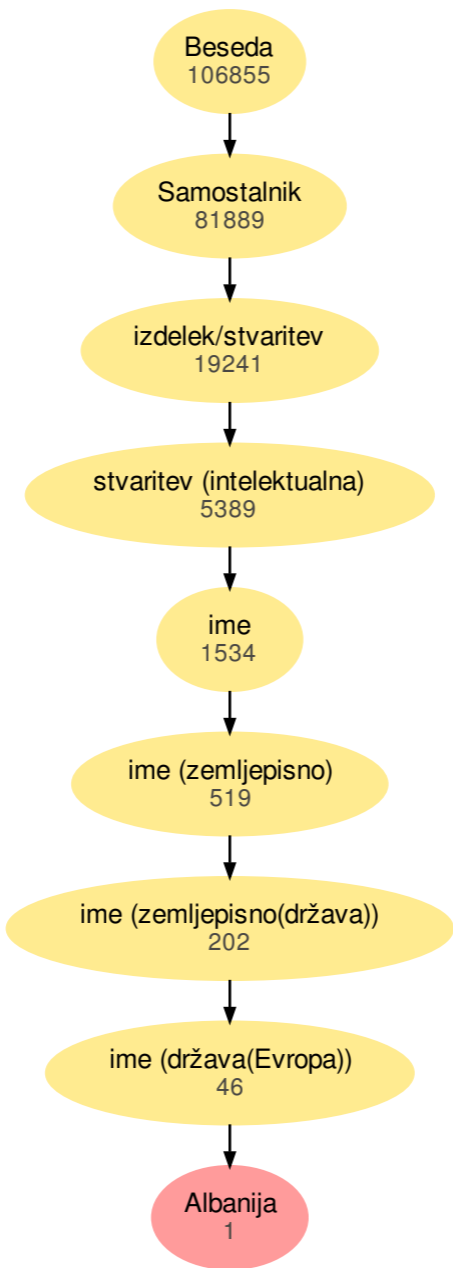 Beseda
106855
Samostalnik
81889
izdelek/stvaritev
19241
stvaritev (intelektualna)
5389
ime
1534
ime (zemljepisno)
519
ime (zemljepisno(država))
202
ime (država(Evropa))
46
Albanija
1